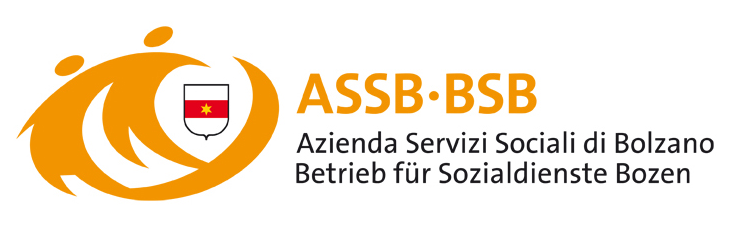 ASSB·BSB
Azienda Servizi Sociali di Bolzano
Betrieb für Sozialdienste Bozen